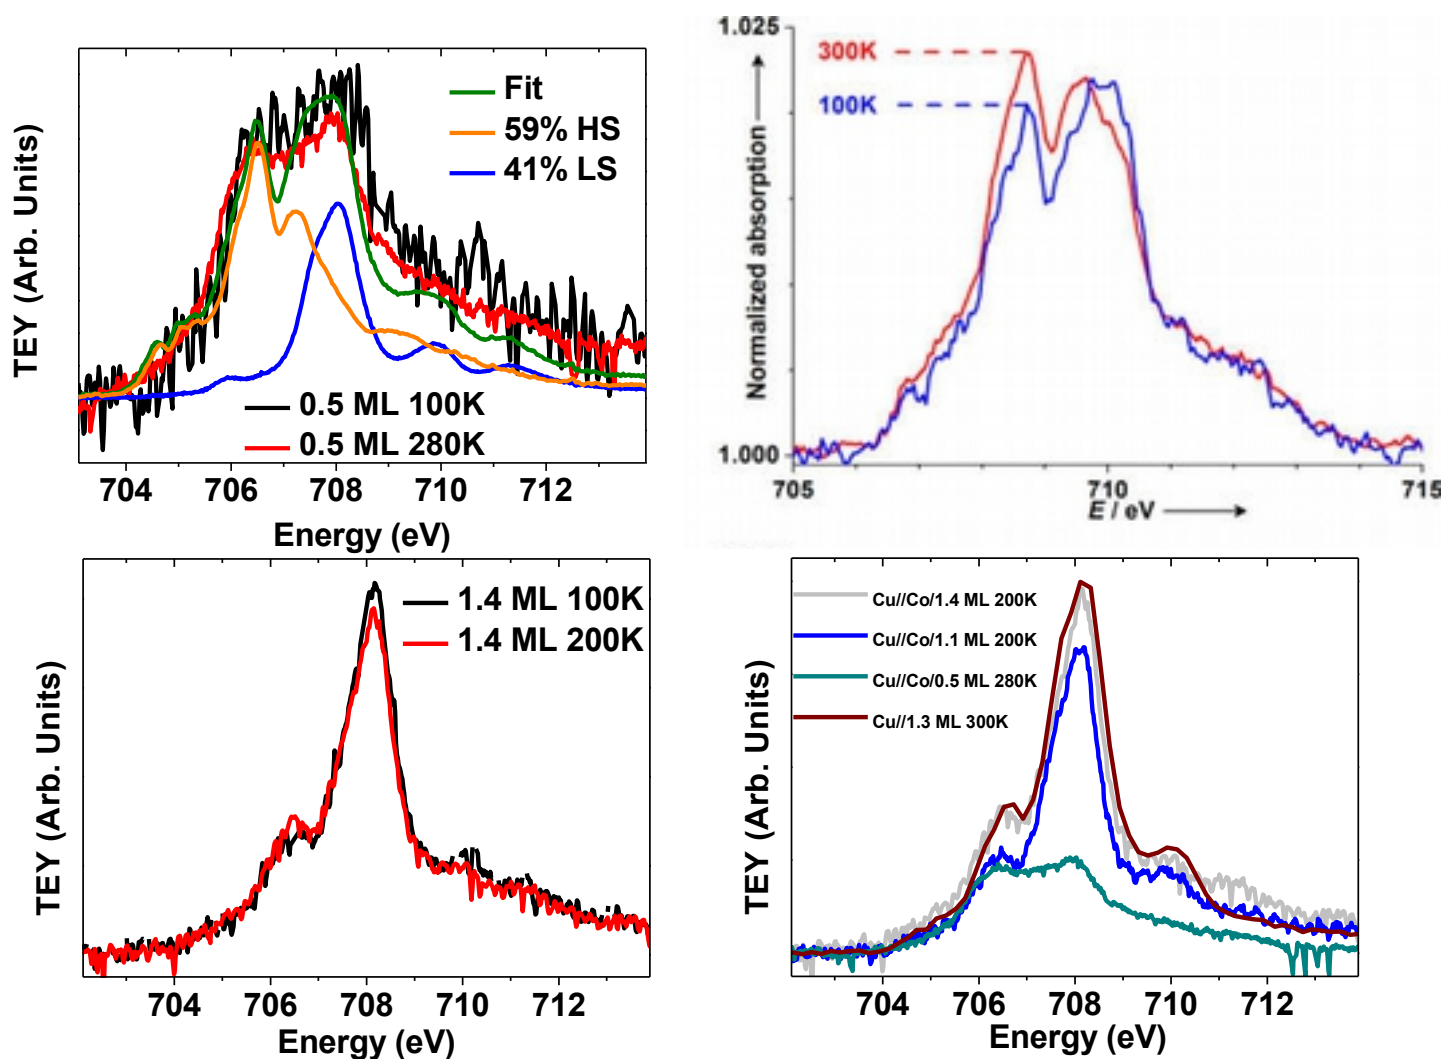 TEY (Arb. Units)
Fit
59% HS
41% LS
0.5 ML 100K
0.5 ML 280K
704 706 708 710 712
Energy (eV)
1.025
300K
100K
Normalized absorption
1.000
705 710 715
E / eV
TEY (Arb. Units)
1.4 ML 100K
1.4 ML 200K
704 706 708 710 712
Energy (eV)
TEY (Arb. Units)
Cu//Co/1.4 ML 200K
Cu//Co/1.1 ML 200K
Cu//Co/0.5 ML 280K
Cu//1.3 ML 300K
704 706 708 710 712
Energy (eV)